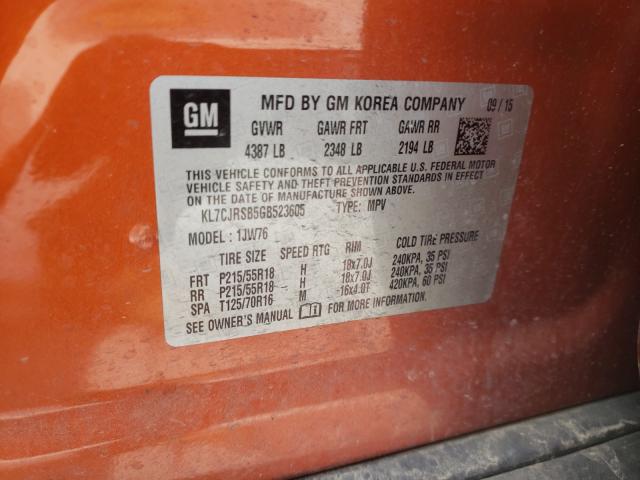 GM MFD BY GM KOREA COMPANY 09/15
GVWR GAWR FRT GAWR RR
4387 LB 2348 LB 2194 LB
THIS VEHICLE CONFORMS TO ALL APPLICABLE U.S. FEDERAL MOTOR
VEHICLE SAFETY AND THEFT PREVENTION STANDARDS IN EFFECT
ON THE DATE OF MANUFACTURE SHOWN ABOVE.
KL7CJRSB5GB523605 TYPE: MPV
MODEL: 1JW76
TIRE SIZE SPEED RTG RIM COLD TIRE PRESSURE
FRT P215/55R18 H 18x7.0J 240KPA, 35 PSI
RR P215/55R18 H 18x7.0J 240KPA, 35 PSI
SPA T125/70R16 M -16x4.0T 420KPA, 60 PSI
SEE OWNER'S MANUAL FOR MORE INFORMATION.